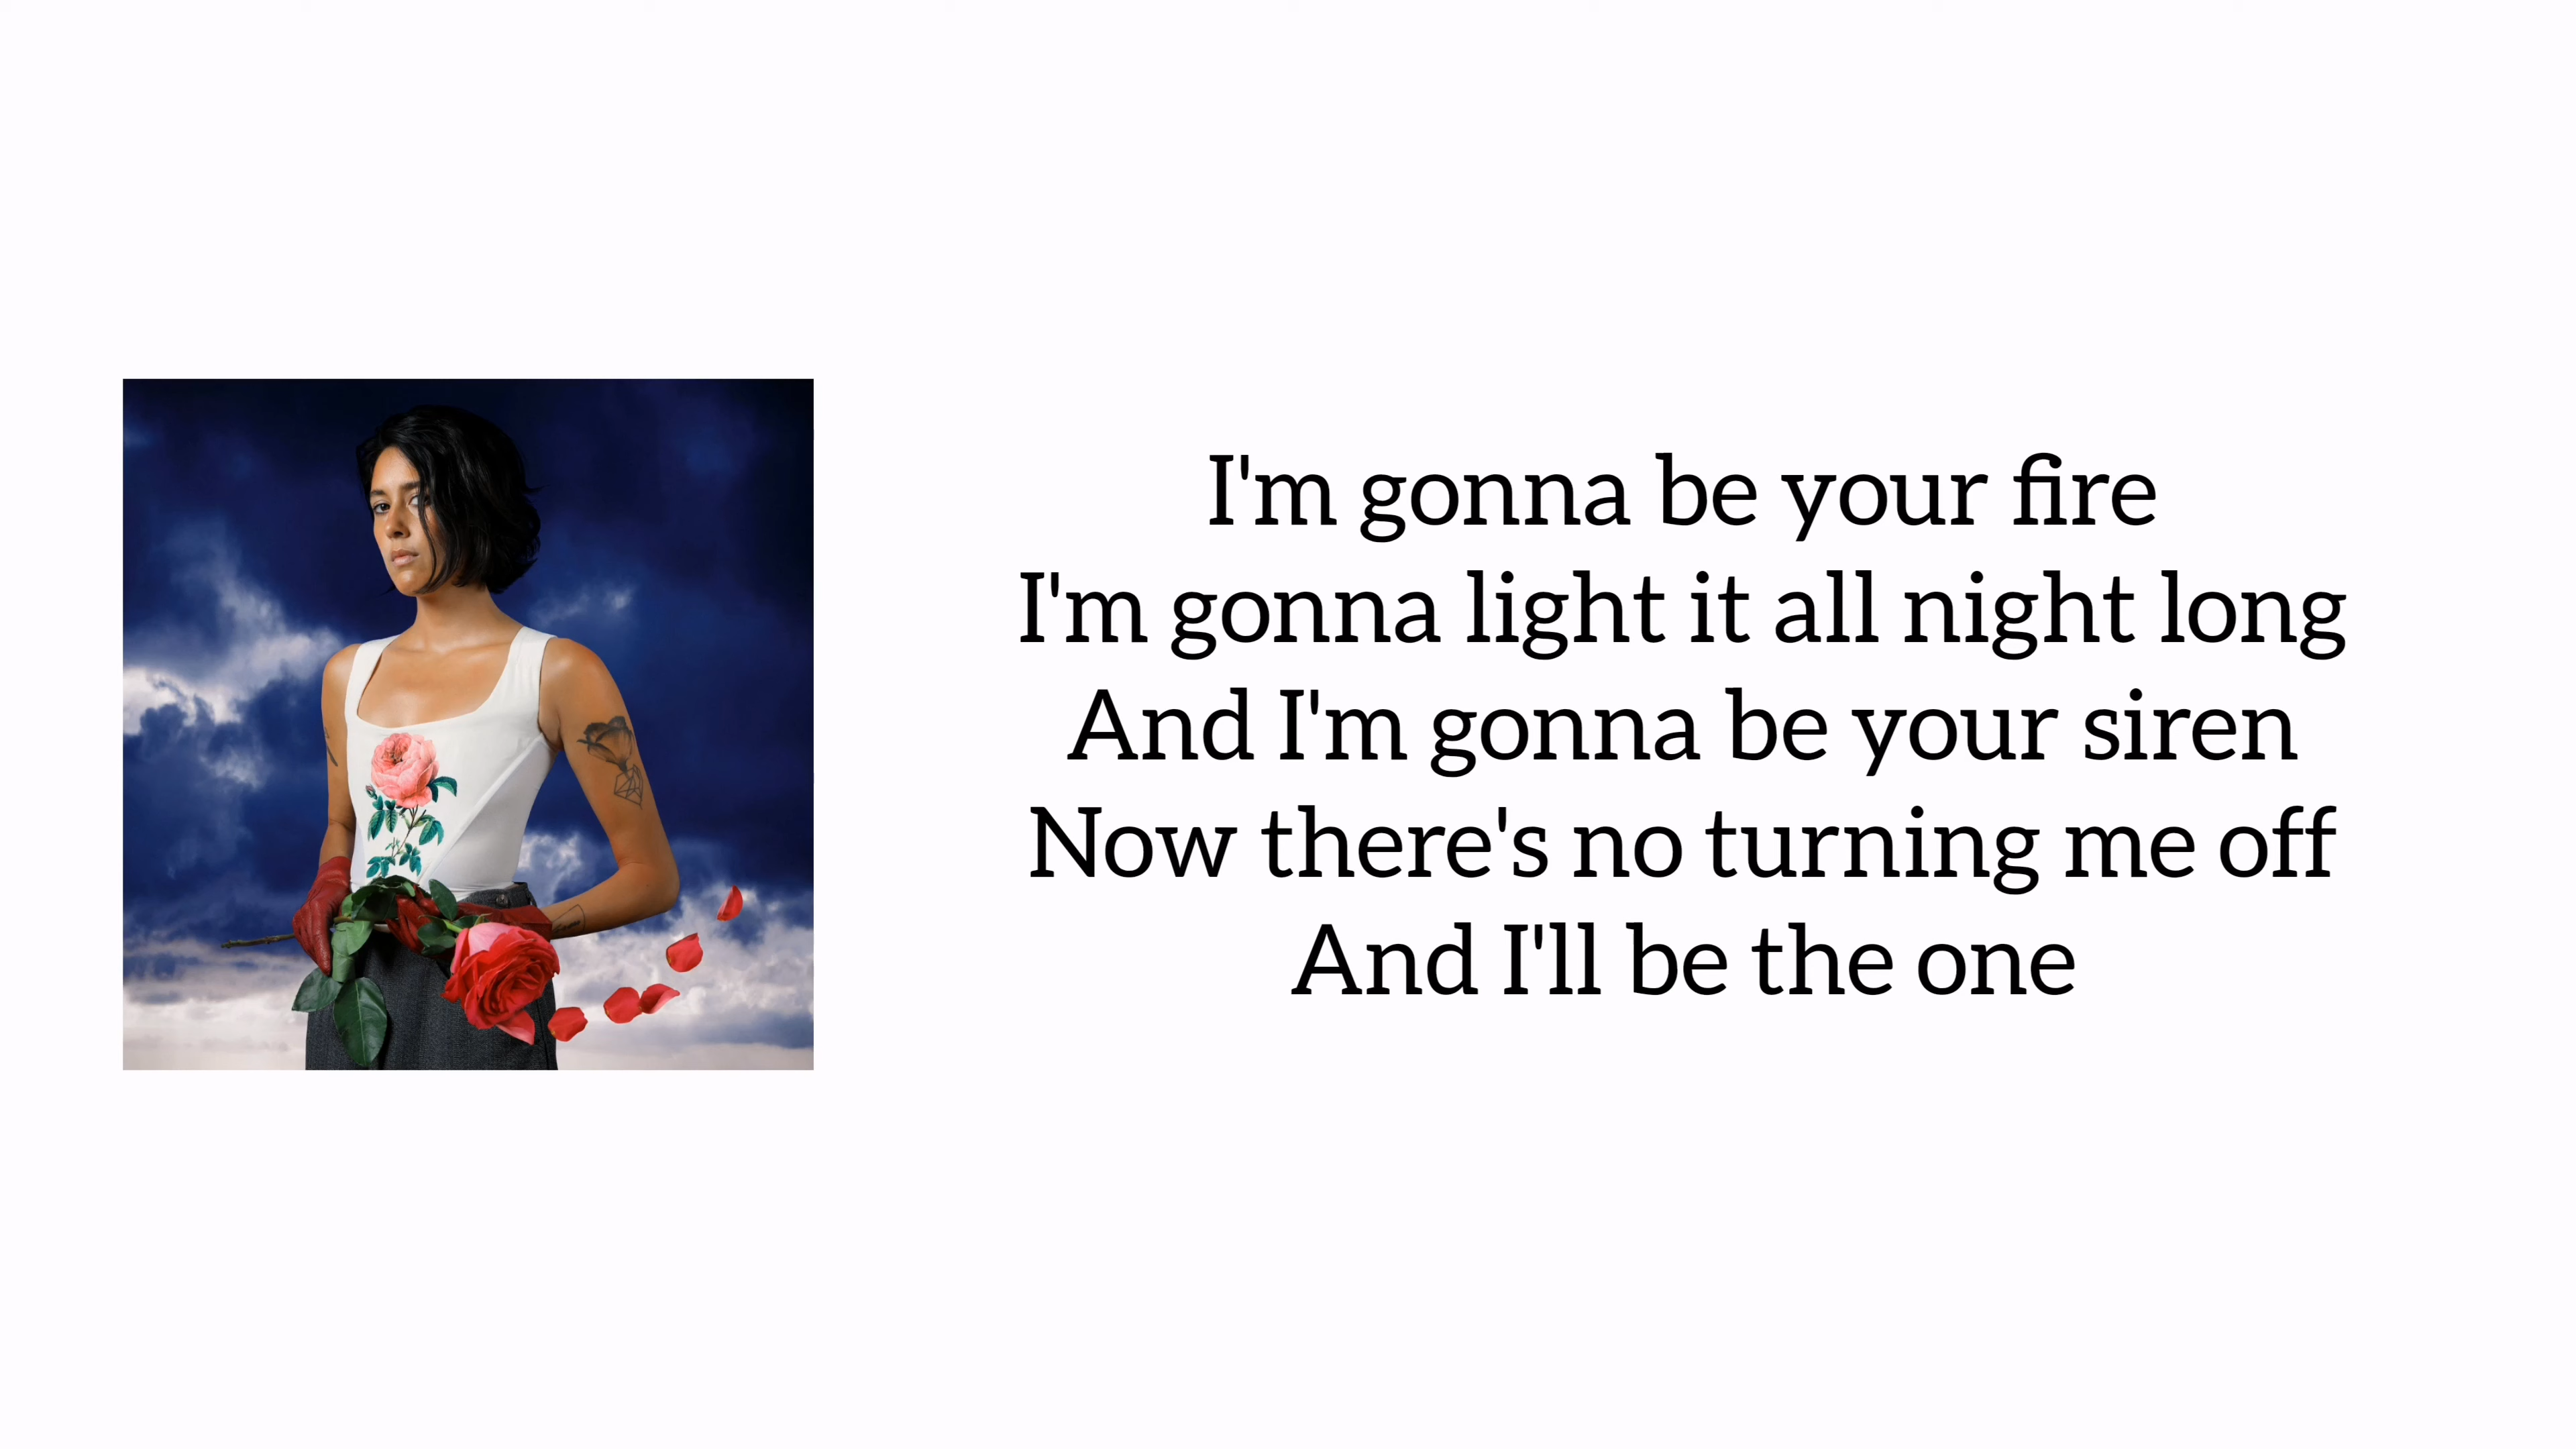 I'm gonna be your fire
I'm gonna light it all night long
And I'm gonna be your siren
Now there's no turning me off
And I'll be the one